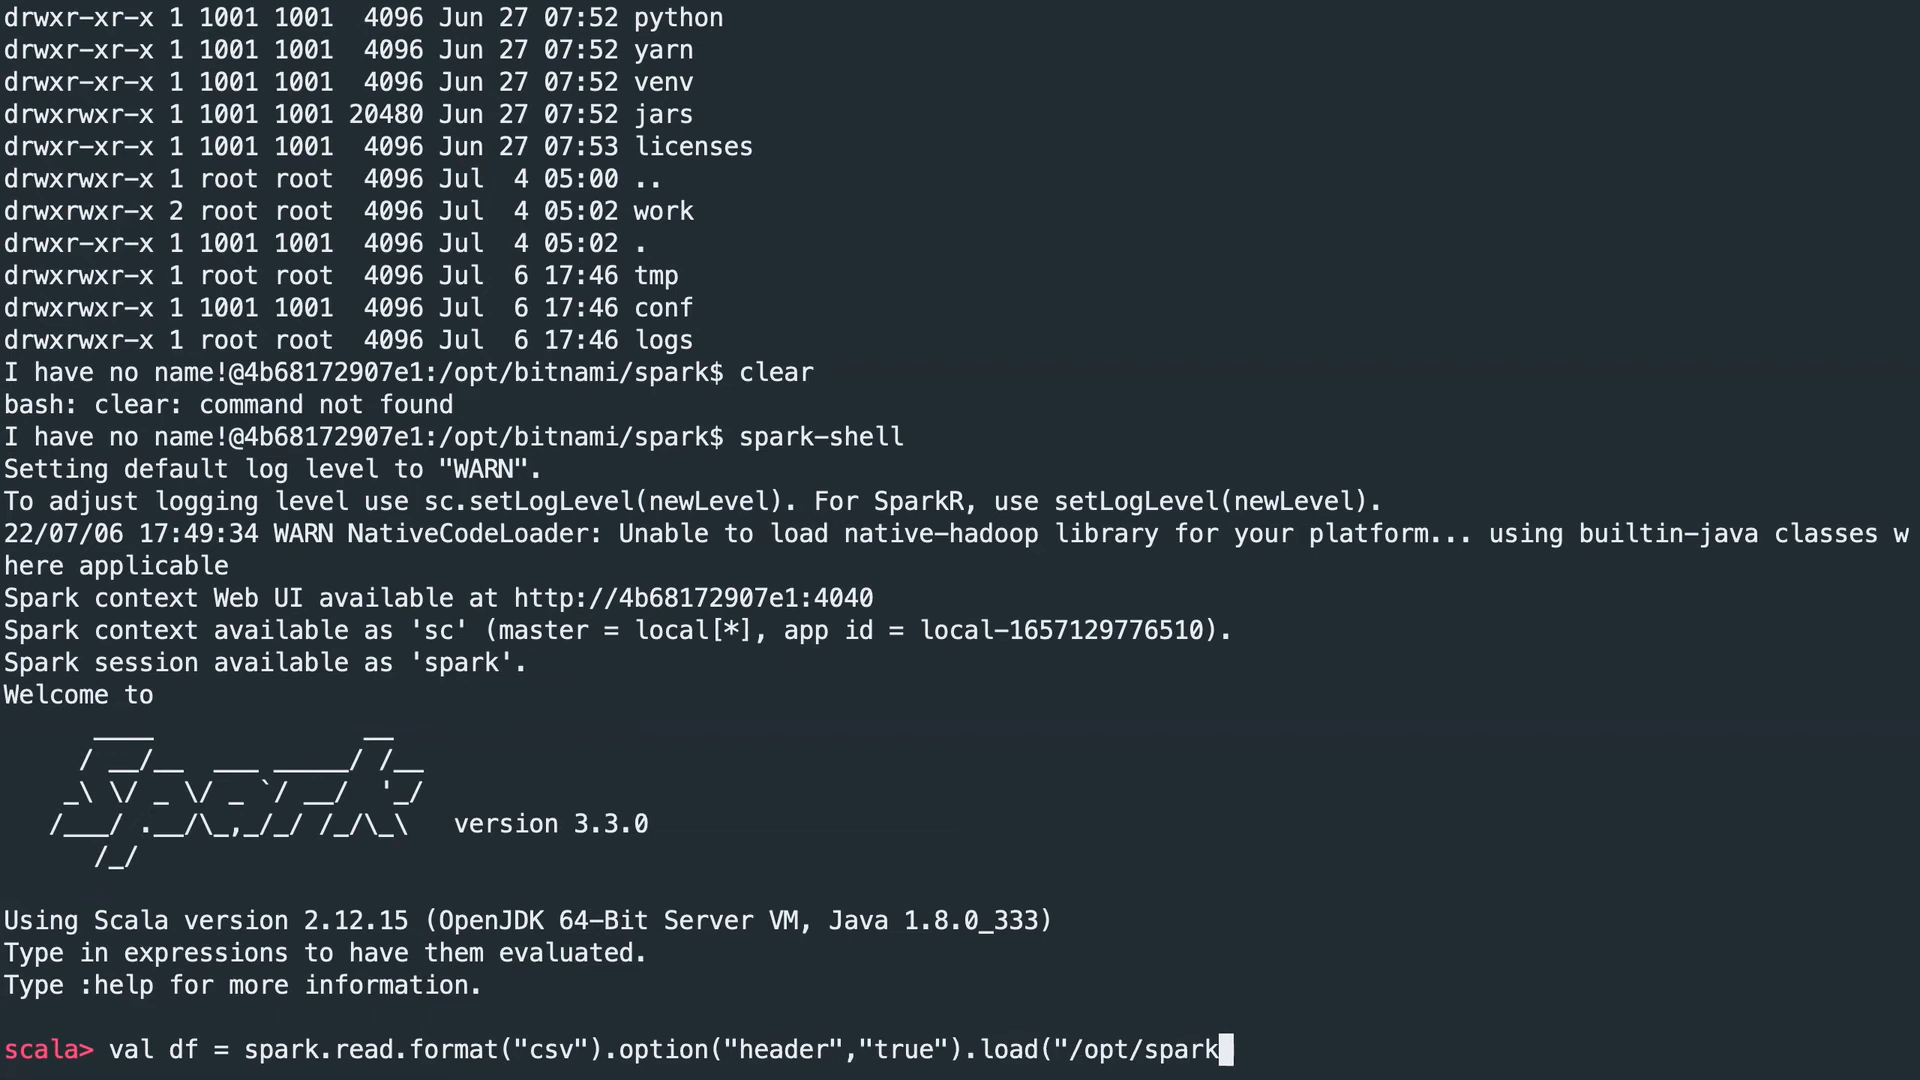 drwxr-xr-x 1 1001 1001  4096 Jun 27 07:52 python
drwxr-xr-x 1 1001 1001  4096 Jun 27 07:52 yarn
drwxr-xr-x 1 1001 1001  4096 Jun 27 07:52 venv
drwxrwxr-x 1 1001 1001 20480 Jun 27 07:52 jars
drwxr-xr-x 1 1001 1001  4096 Jun 27 07:53 licenses
drwxrwxr-x 1 root root  4096 Jul  4 05:00 ..
drwxrwxr-x 2 root root  4096 Jul  4 05:02 work
drwxr-xr-x 1 1001 1001  4096 Jul  4 05:02 .
drwxrwxr-x 1 root root  4096 Jul  6 17:46 tmp
drwxrwxr-x 1 1001 1001  4096 Jul  6 17:46 conf
drwxrwxr-x 1 root root  4096 Jul  6 17:46 logs
I have no name!@4b68172907e1:/opt/bitnami/spark$ clear
bash: clear: command not found
I have no name!@4b68172907e1:/opt/bitnami/spark$ spark-shell
Setting default log level to "WARN".
To adjust logging level use sc.setLogLevel(newLevel). For SparkR, use setLogLevel(newLevel).
22/07/06 17:49:34 WARN NativeCodeLoader: Unable to load native-hadoop library for your platform... using builtin-java classes w
here applicable
Spark context Web UI available at http://4b68172907e1:4040
Spark context available as 'sc' (master = local[*], app id = local-1657129776510).
Spark session available as 'spark'.
Welcome to
      ____              __
     / __/__  ___ _____/ /__
    _\ \/ _ \/ _ `/ __/  '_/
   /___/ .__/\_,_/_/ /_/\_\   version 3.3.0
      /_/
Using Scala version 2.12.15 (OpenJDK 64-Bit Server VM, Java 1.8.0_333)
Type in expressions to have them evaluated.
Type :help for more information.
scala> val df = spark.read.format("csv").option("header","true").load("/opt/spark